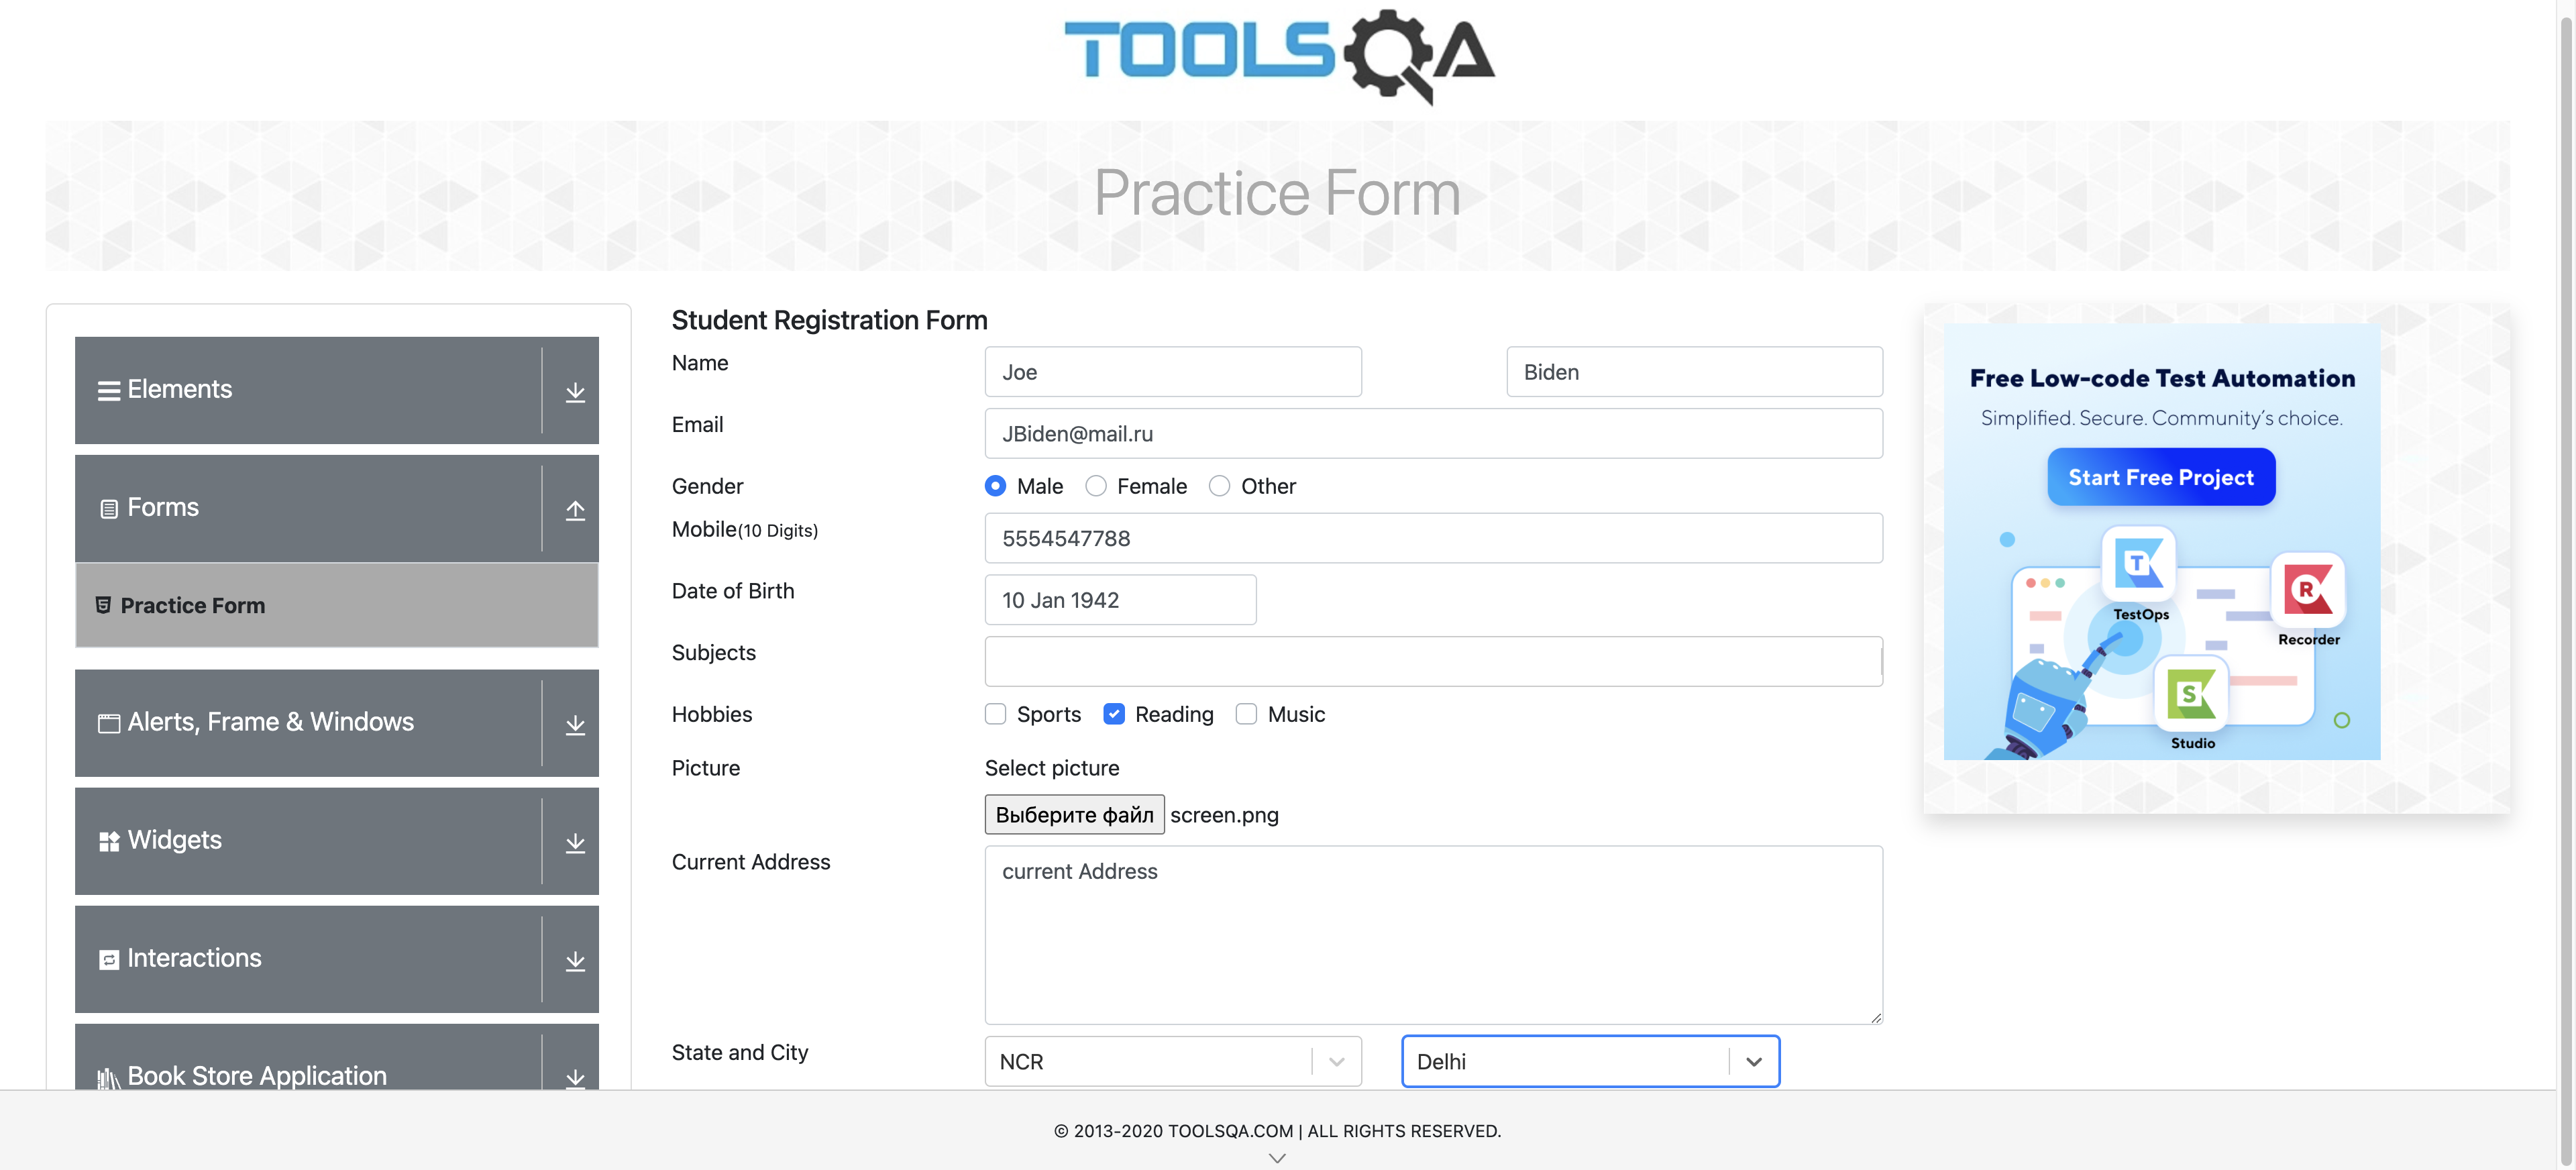 TOOLSQA
Practice Form
Elements
Forms
Practice Form
Alerts, Frame & Windows
Widgets
Interactions
Book Store Application
Student Registration Form
Name
Joe
Biden
Email
JBiden@mail.ru
Gender
Male
Female
Other
Mobile(10 Digits)
5554547788
Date of Birth
10 Jan 1942
Subjects
Hobbies
Sports
Reading
Music
Picture
Select picture
Выберите файл screen.png
Current Address
current Address
State and City
NCR
Delhi
Free Low-code Test Automation
Simplified. Secure. Community's choice.
Start Free Project
T
TestOps
R
Recorder
S
Studio
© 2013-2020 TOOLSQA.COM | ALL RIGHTS RESERVED.